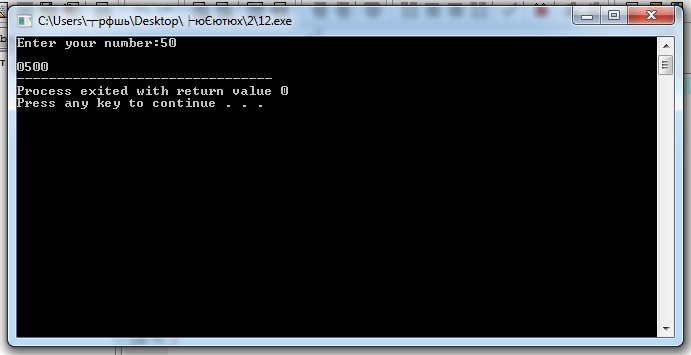 C:\Users\┬рфшь\Desktop\├юЄютюх\2\12.exe
Enter your number:50
0500
--------------------------------
Process exited with return value 0
Press any key to continue . . .